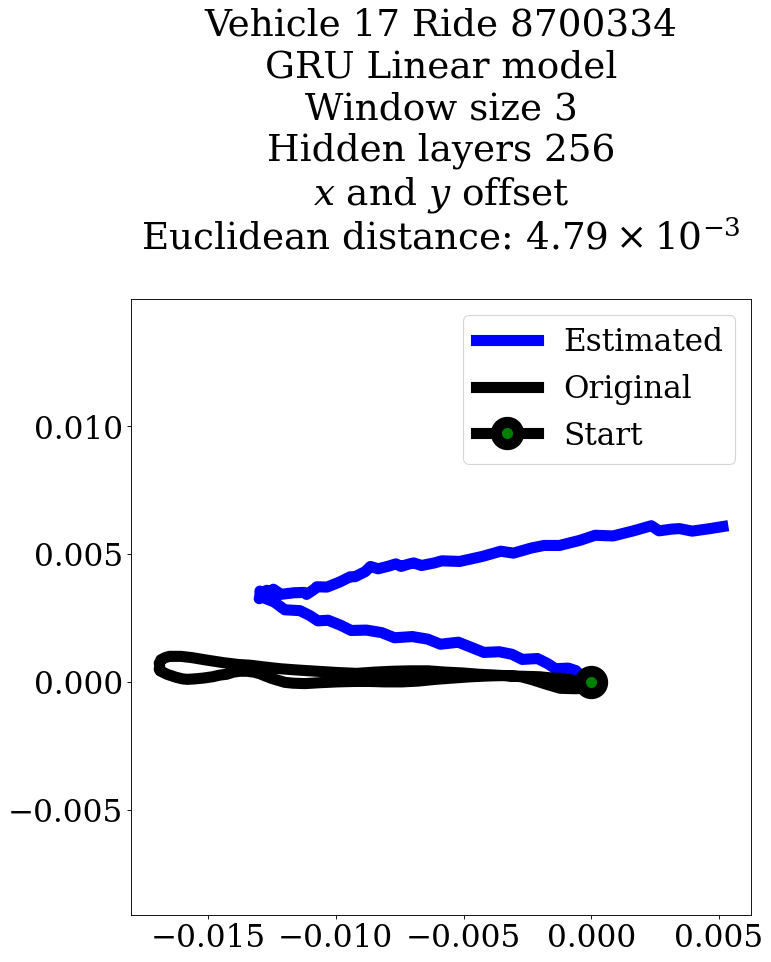 Vehicle 17 Ride 8700334
GRU Linear model
Window size 3
Hidden layers 256
x and y offset
Euclidean distance: 4.79 × 10⁻³
Estimated
Original
Start
0.010
0.005
0.000
−0.005
−0.015 −0.010 −0.005 0.000 0.005